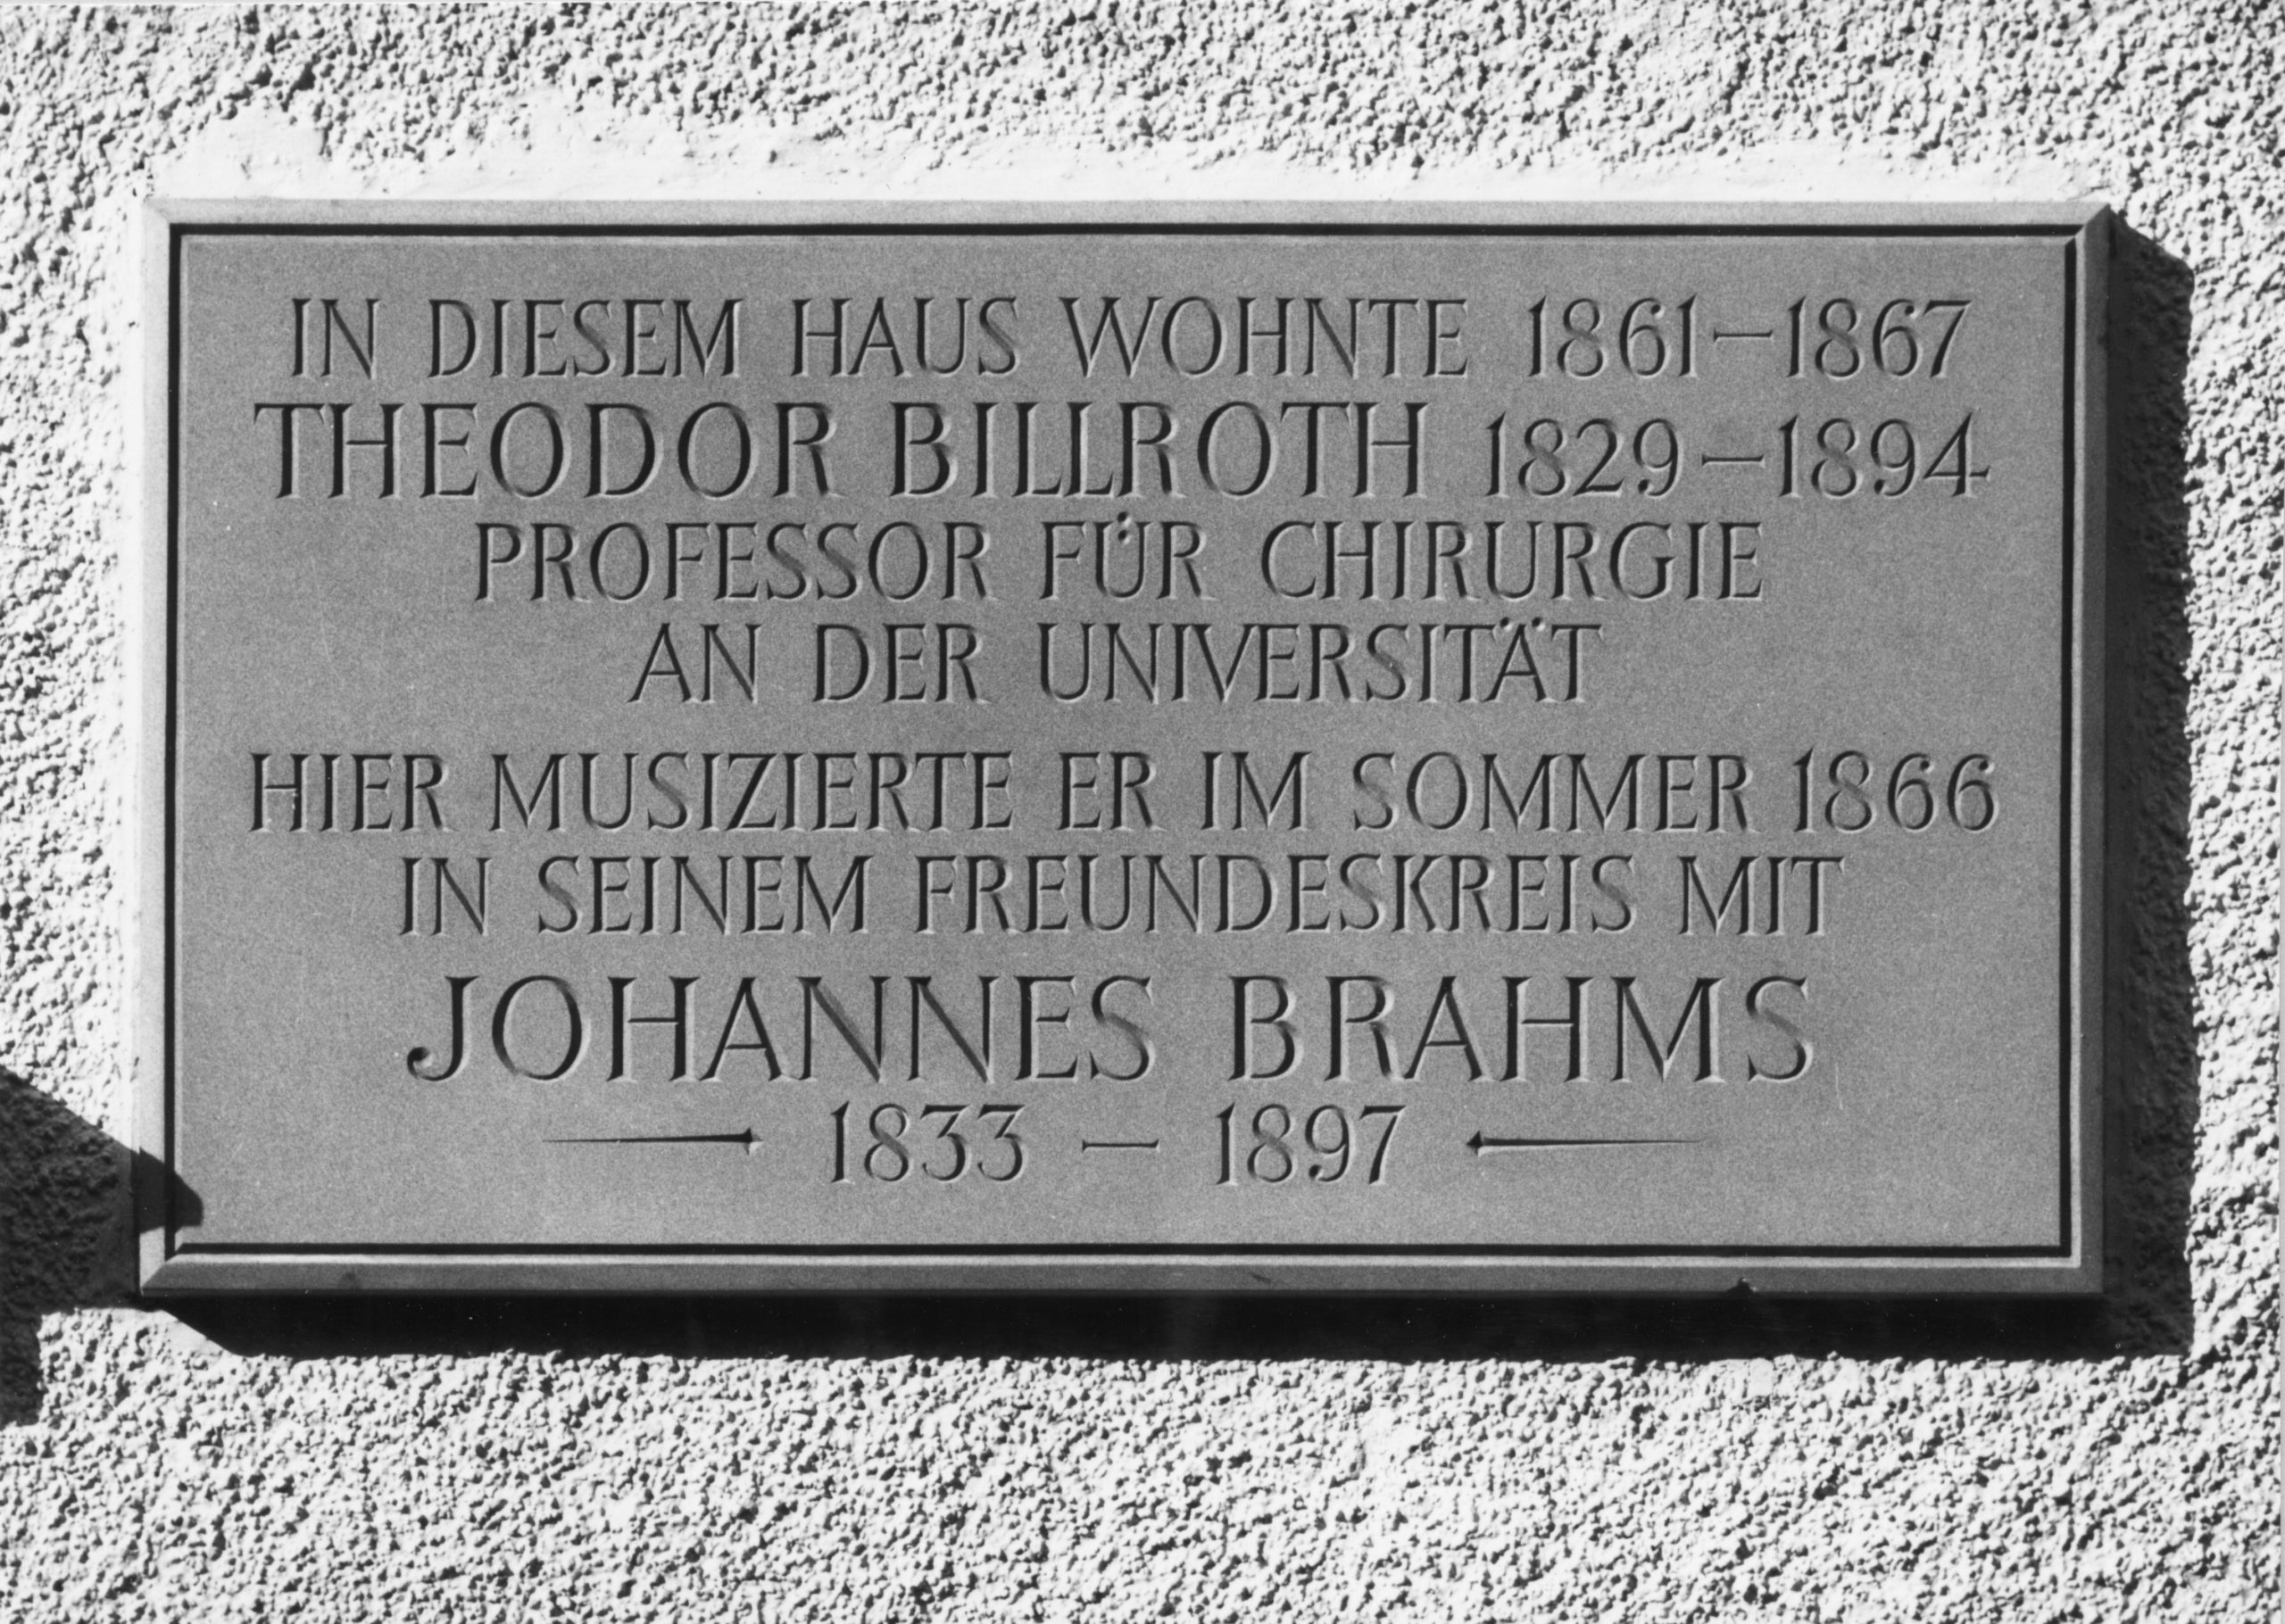 IN DIESEM HAUS WOHNTE 1861–1867
THEODOR BILLROTH 1829–1894
PROFESSOR FÜR CHIRURGIE
AN DER UNIVERSITÄT
HIER MUSIZIERTE ER IM SOMMER 1866
IN SEINEM FREUNDESKREIS MIT
JOHANNES BRAHMS
1833 – 1897